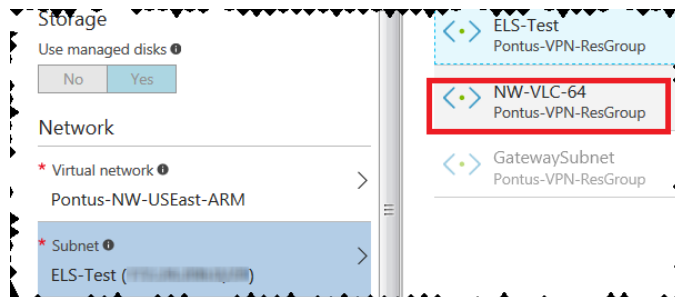 Storage
Use managed disks
No Yes
Network
* Virtual network
Pontus-NW-USEast-ARM
* Subnet
ELS-Test ( )
ELS-Test
Pontus-VPN-ResGroup
NW-VLC-64
Pontus-VPN-ResGroup
GatewaySubnet
Pontus-VPN-ResGroup